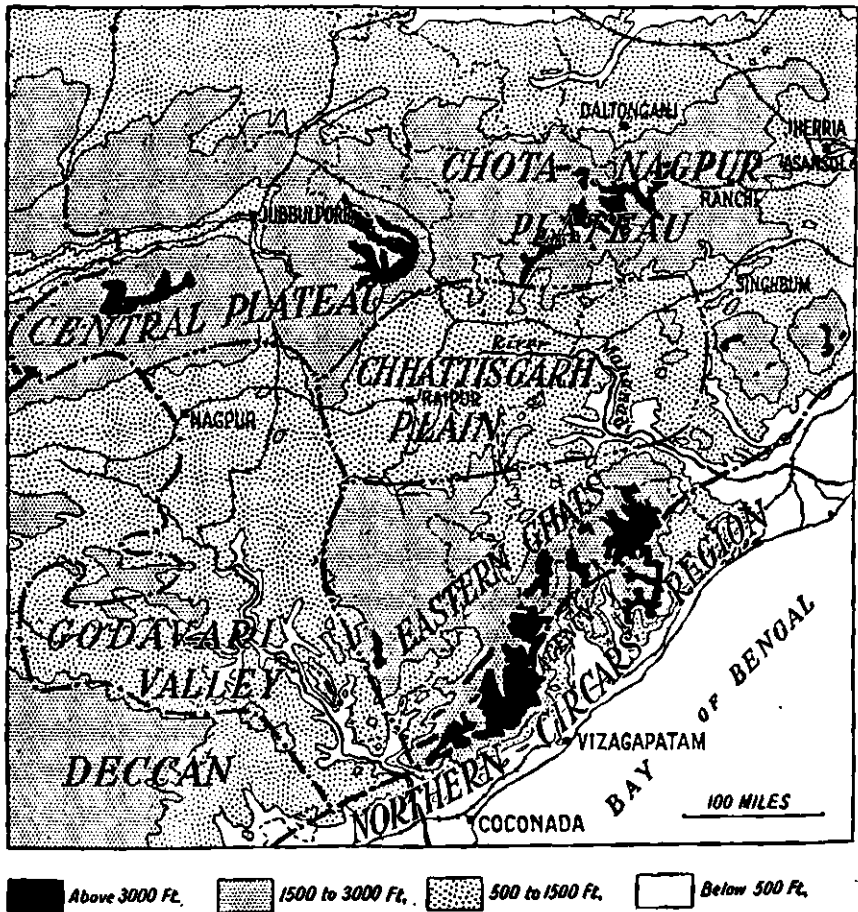 DALTONGANJ
JHERRIA
ASANSOL
CHOTA-NAGPUR
RANCHI
JUBBULPORE
PLATEAU
SINGHBUM
CENTRAL PLATEAU
CHHATTISGARH
RAIPUR
NAGPUR
PLAIN
EASTERN GHATS
GODAVARI
VALLEY
NORTHERN CIRCARS REGION
BAY OF BENGAL
VIZAGAPATAM
DECCAN
100 MILES
COCONADA
Above 3000 Ft.
1500 to 3000 Ft.
500 to 1500 Ft.
Below 500 Ft.